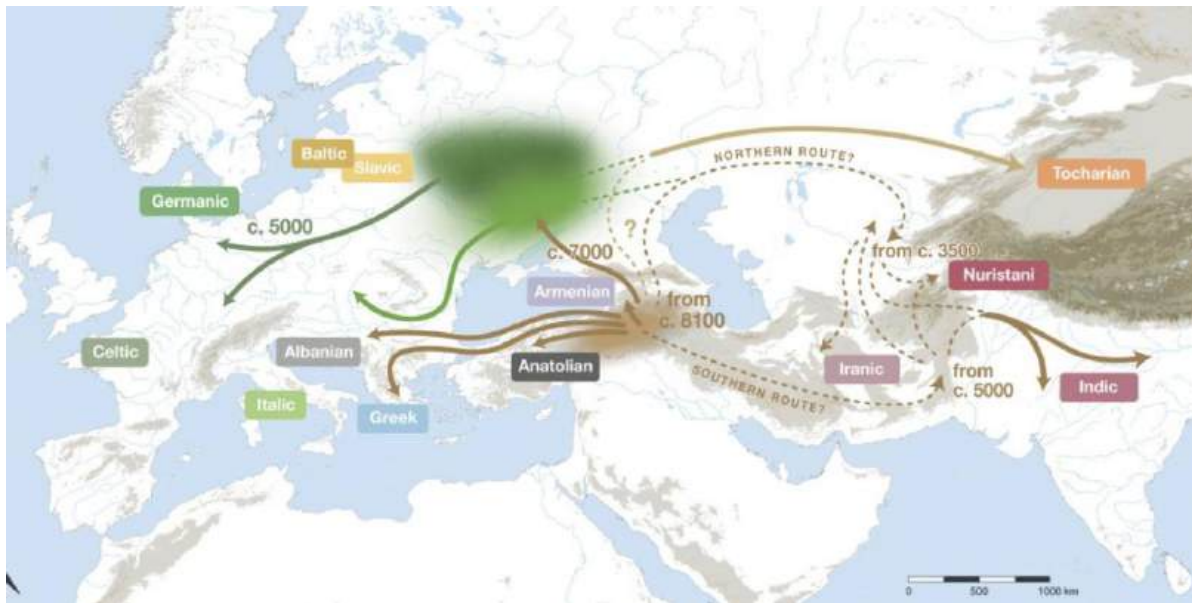 Baltic
Slavic
NORTHERN ROUTE?
Tocharian
Germanic
c. 5000
?
c. 7000
from c. 3500
Nuristani
Armenian
from
c. 8100
Celtic
Albanian
Anatolian
Iranic
from
c. 5000
Indic
SOUTHERN ROUTE?
Italic
Greek
0 500 1000 km